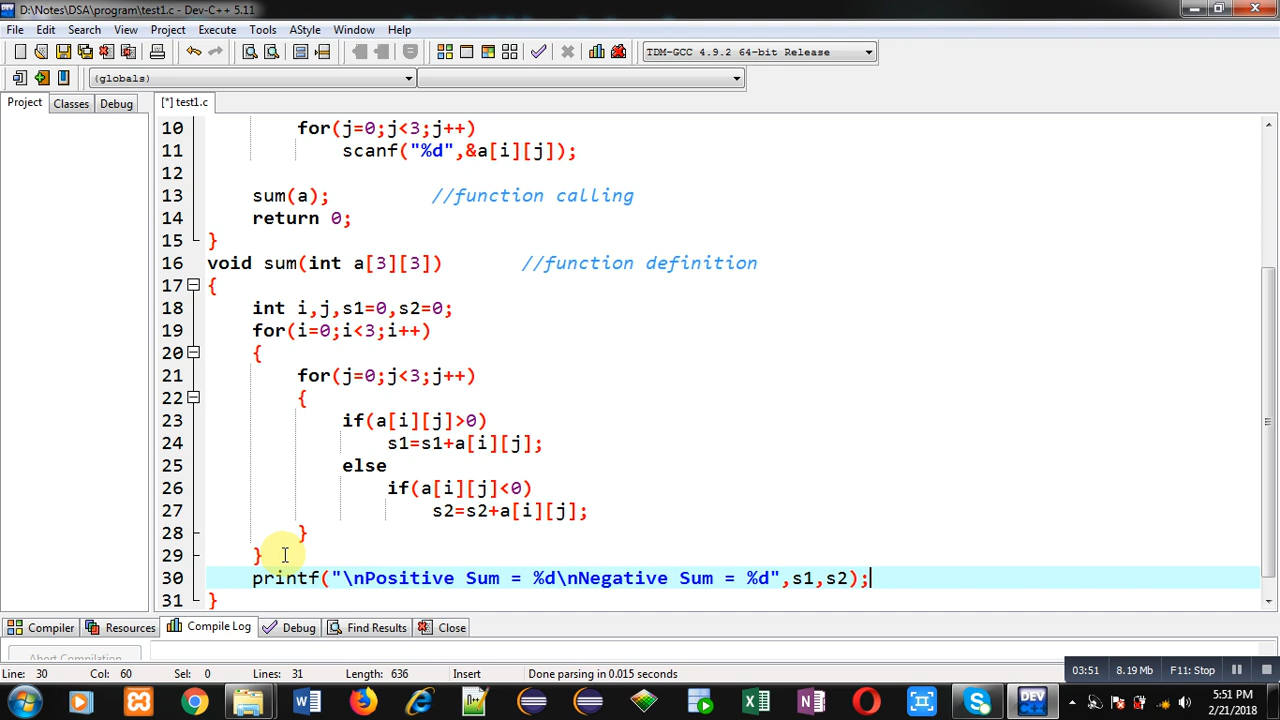 D:\Notes\DSA\program\test1.c - Dev-C++ 5.11
File Edit Search View Project Execute Tools AStyle Window Help
TDM-GCC 4.9.2 64-bit Release
(globals)
Project Classes Debug [*] test1.c
10 for(j=0;j<3;j++)
11 scanf("%d",&a[i][j]);
12
13 sum(a); //function calling
14 return 0;
15 }
16 void sum(int a[3][3]) //function definition
17 {
18 int i,j,s1=0,s2=0;
19 for(i=0;i<3;i++)
20 {
21 for(j=0;j<3;j++)
22 {
23 if(a[i][j]>0)
24 s1=s1+a[i][j];
25 else
26 if(a[i][j]<0)
27 s2=s2+a[i][j];
28 }
29 }
30 printf("\nPositive Sum = %d\nNegative Sum = %d",s1,s2);
31 }
Compiler Resources Compile Log Debug Find Results Close
Abort Compilation
Line: 30 Col: 60 Sel: 0 Lines: 31 Length: 636 Insert Done parsing in 0.015 seconds
03:51 8.19 Mb F11: Stop
DEV
5:51 PM
2/21/2018